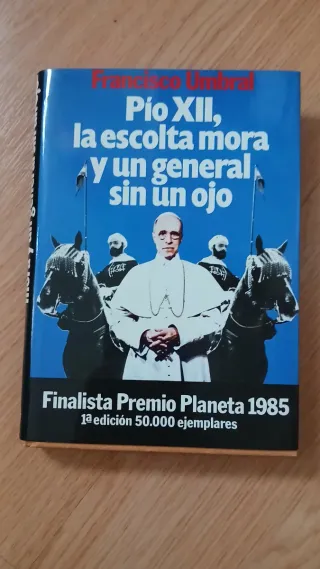 Francisco Umbral
Pío XII,
la escolta mora
y un general
sin un ojo
Finalista Premio Planeta 1985
1ª edición 50.000 ejemplares